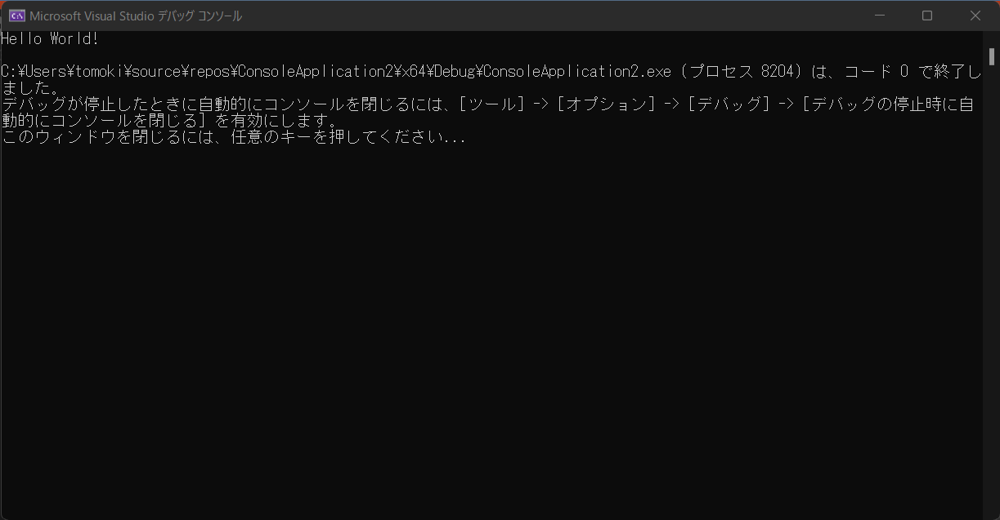 Microsoft Visual Studio デバッグ コンソール
Hello World!
C:¥Users¥tomoki¥source¥repos¥ConsoleApplication2¥x64¥Debug¥ConsoleApplication2.exe (プロセス 8204) は、コード 0 で終了し
ました。
デバッグが停止したときに自動的にコンソールを閉じるには、[ツール] -> [オプション] -> [デバッグ] -> [デバッグの停止時に自
動的にコンソールを閉じる] を有効にします。
このウィンドウを閉じるには、任意のキーを押してください...